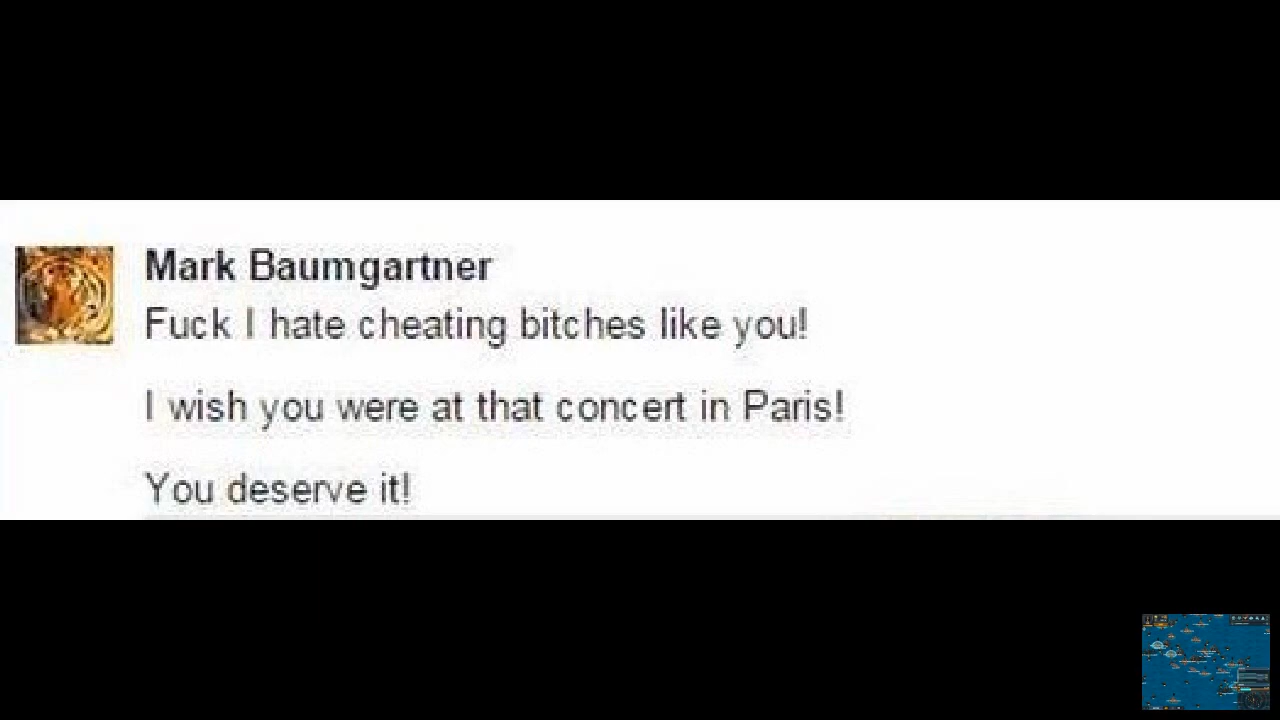 Mark Baumgartner
Fuck I hate cheating bitches like you!
I wish you were at that concert in Paris!
You deserve it!